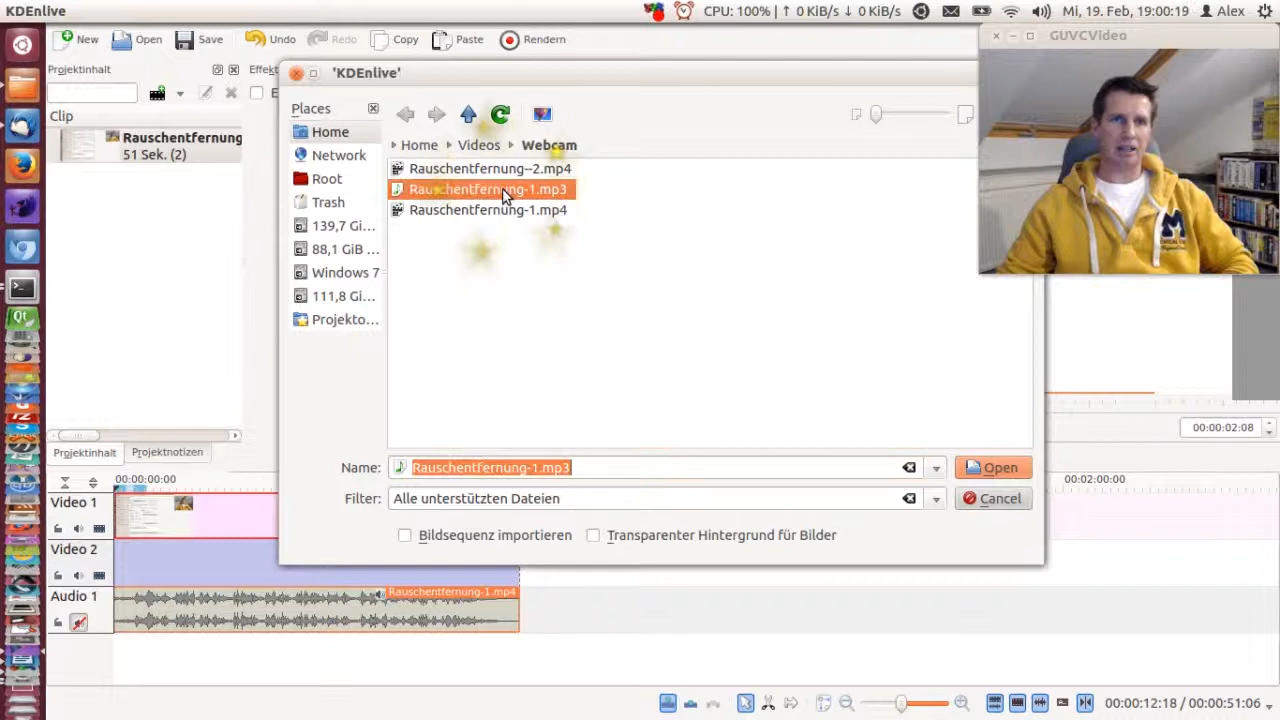 KDEnlive
CPU: 100% | ↑ 0 KiB/s ↓ 0 KiB/s
Mi, 19. Feb, 19:00:19
Alex
New
Open
Save
Undo
Redo
Copy
Paste
Rendern
GUVCVideo
Projektinhalt
Effekt
'KDEnlive'
Clip
Rauschentfernung
51 Sek. (2)
Places
Home
Network
Root
Trash
139,7 Gi...
88,1 GiB ...
Windows 7
111,8 Gi...
Projekto...
Home
Videos
Webcam
Rauschentfernung--2.mp4
Rauschentfernung-1.mp3
Rauschentfernung-1.mp4
Name:
Rauschentfernung-1.mp3
Open
Filter:
Alle unterstützten Dateien
Cancel
Bildsequenz importieren
Transparenter Hintergrund für Bilder
00:00:02:08
Projektinhalt
Projektnotizen
00:00:00:00
00:02:00:00
Video 1
Video 2
Audio 1
Rauschentfernung-1.mp4
00:00:12:18 / 00:00:51:06